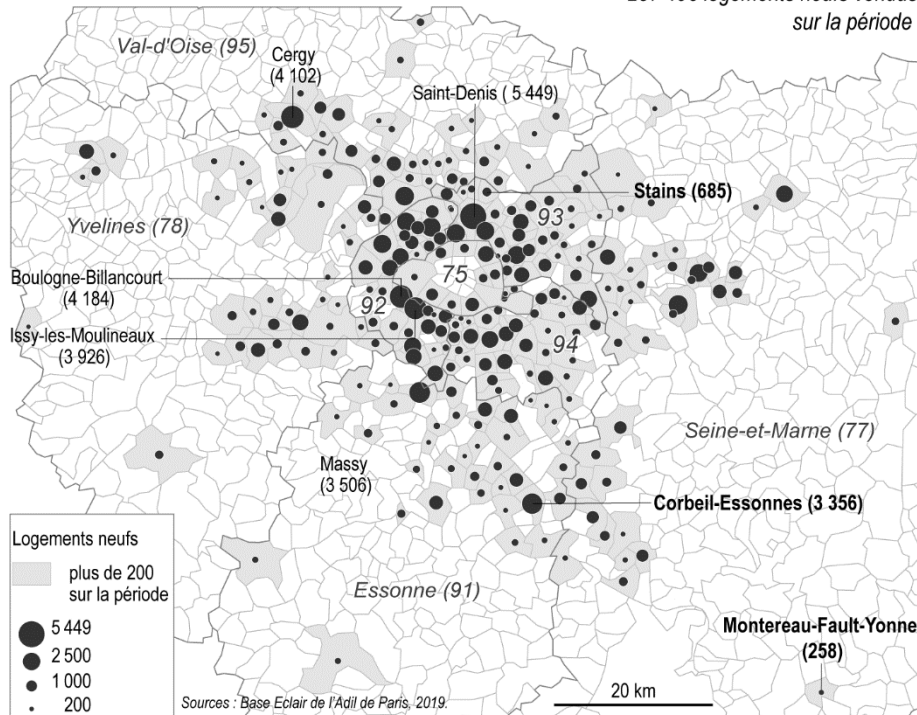 logements neufs vendus
sur la période
Val-d'Oise (95)
Cergy
(4 102)
Saint-Denis ( 5 449)
Stains (685)
93
Yvelines (78)
75
Boulogne-Billancourt
(4 184)
92
Issy-les-Moulineaux
(3 926)
94
Seine-et-Marne (77)
Massy
(3 506)
Corbeil-Essonnes (3 356)
Logements neufs
plus de 200
sur la période
5 449
2 500
1 000
200
Essonne (91)
Montereau-Fault-Yonne
(258)
Sources : Base Eclair de l'Adil de Paris, 2019.
20 km